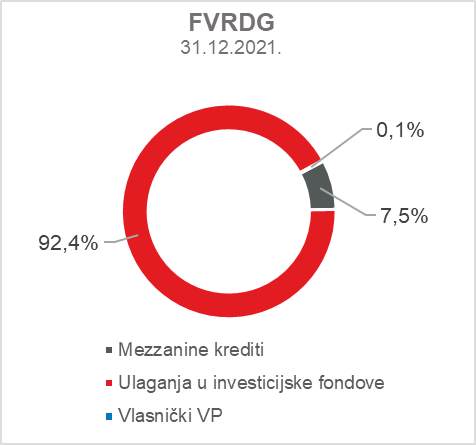 FVRDG
31.12.2021.
0,1%
7,5%
92,4%
Mezzanine krediti
Ulaganja u investicijske fondove
Vlasnički VP